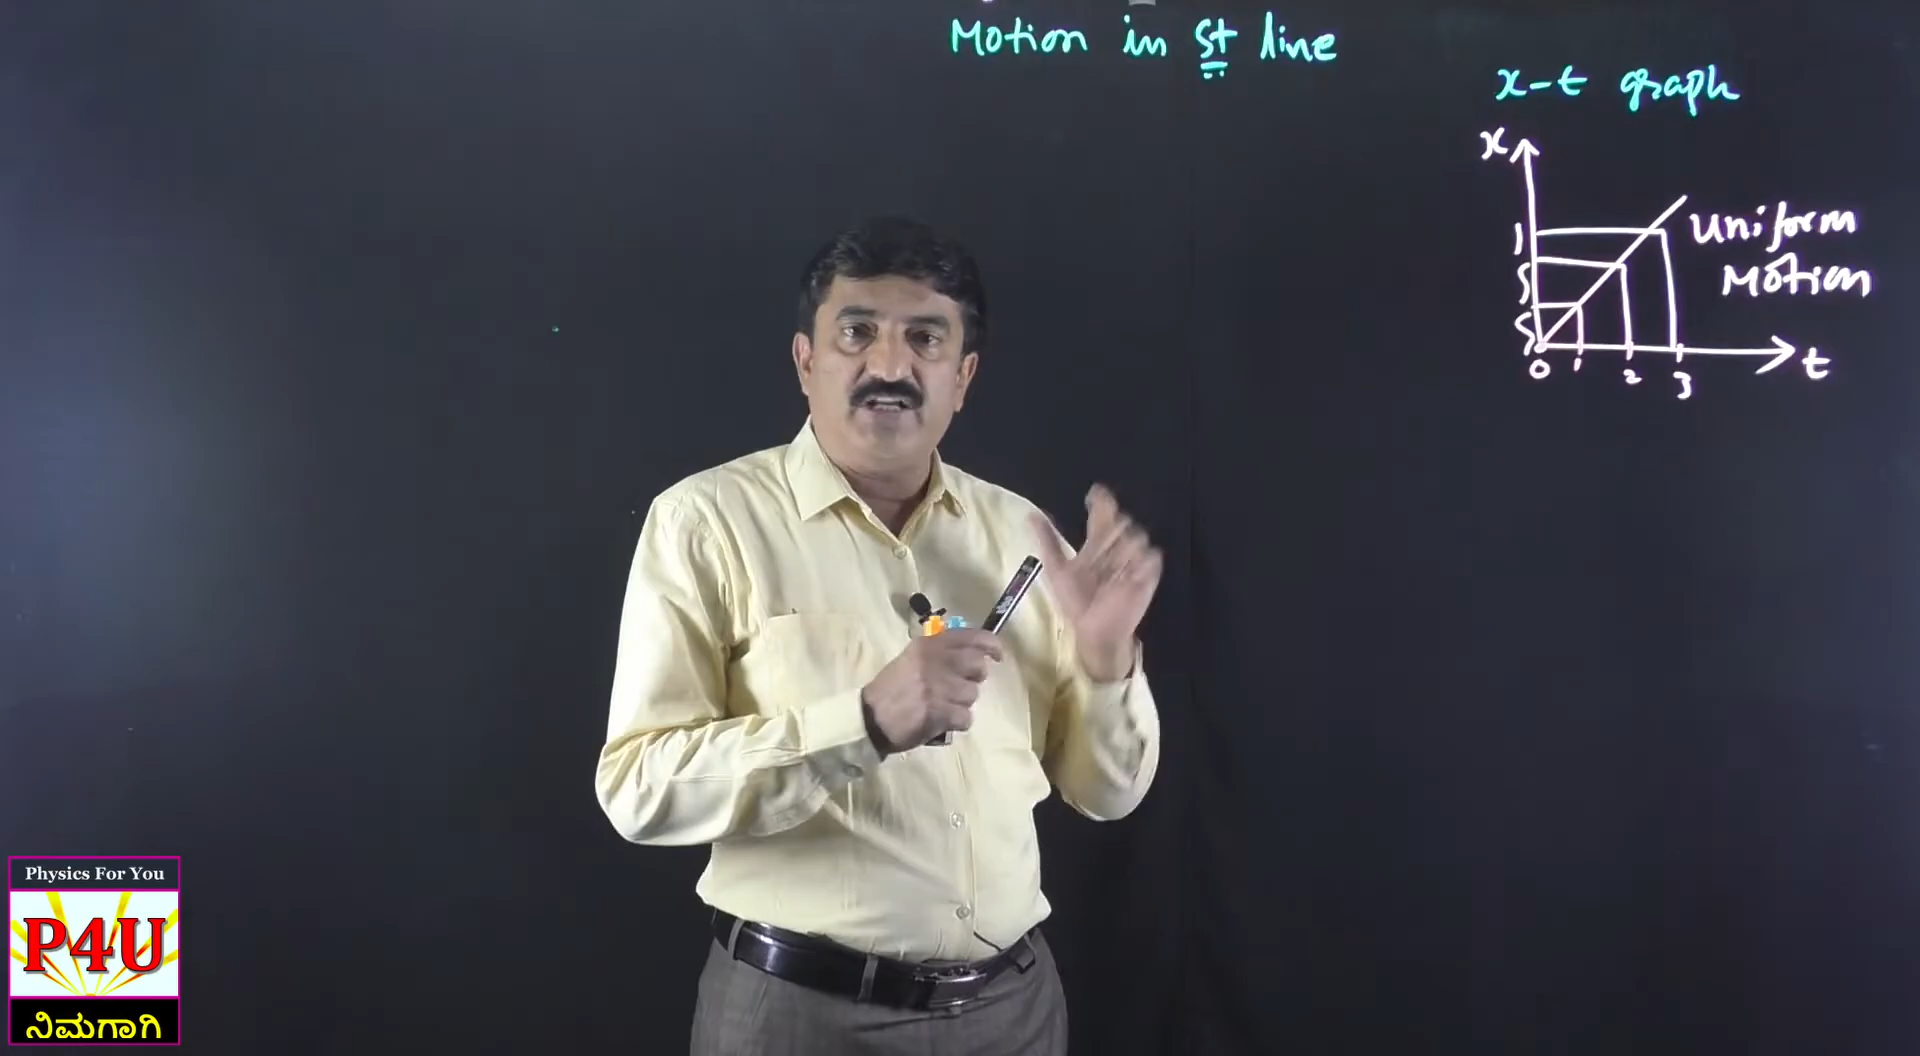 Motion in St line
x-t graph
x
Uniform
Motion
0 1 2 3
t
Physics For You
P4U
ನಿಮಗಾಗಿ